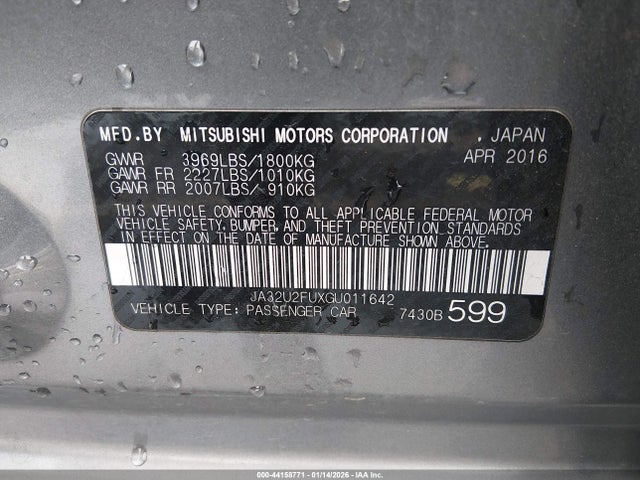 MFD.BY MITSUBISHI MOTORS CORPORATION . JAPAN
GVWR 3969LBS/1800KG APR 2016
GAWR FR 2227LBS/1010KG
GAWR RR 2007LBS/ 910KG
THIS VEHICLE CONFORMS TO ALL APPLICABLE FEDERAL MOTOR
VEHICLE SAFETY, BUMPER, AND THEFT PREVENTION STANDARDS
IN EFFECT ON THE DATE OF MANUFACTURE SHOWN ABOVE.
JA32U2FUXGU011642
VEHICLE TYPE: PASSENGER CAR 7430B 599
000-44158771 - 01/14/2026 - IAAI